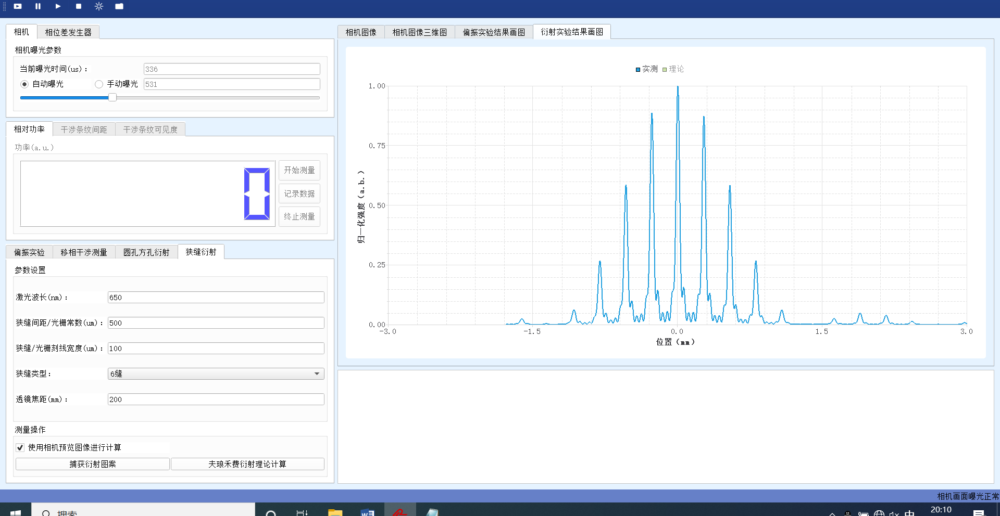 相机 相位差发生器
相机曝光参数
当前曝光时间(us)： 336
自动曝光 手动曝光 531
相对功率 干涉条纹间距 干涉条纹可见度
功率(a.u.)
0
开始测量
记录数据
终止测量
偏振实验 移相干涉测量 圆孔方孔衍射 狭缝衍射
参数设置
激光波长(nm)： 650
狭缝间距/光栅常数(um)： 500
狭缝/光栅刻线宽度(um)： 100
狭缝类型： 6缝
透镜焦距(mm)： 200
测量操作
使用相机预览图像进行计算
捕获衍射图案 夫琅禾费衍射理论计算
相机图像 相机图像三维图 偏振实验结果画图 衍射实验结果画图
实测 理论
1.00
0.75
0.50
0.25
0.00
归一化强度（a.b.）
-3.0 -1.5 0.0 1.5 3.0
位置（mm）
相机画面曝光正常
搜索
中
20:10